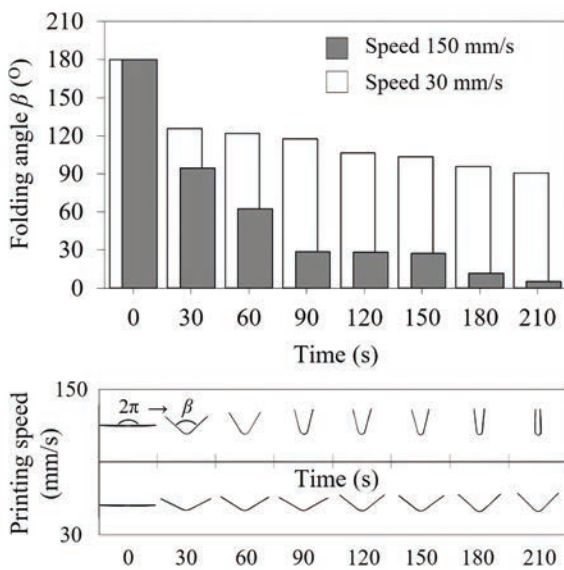 210
180
150
120
90
60
30
0
Folding angle β (O)
Speed 150 mm/s
Speed 30 mm/s
0 30 60 90 120 150 180 210
Time (s)
150
30
Printing speed
(mm/s)
2π → β
Time (s)
0 30 60 90 120 150 180 210